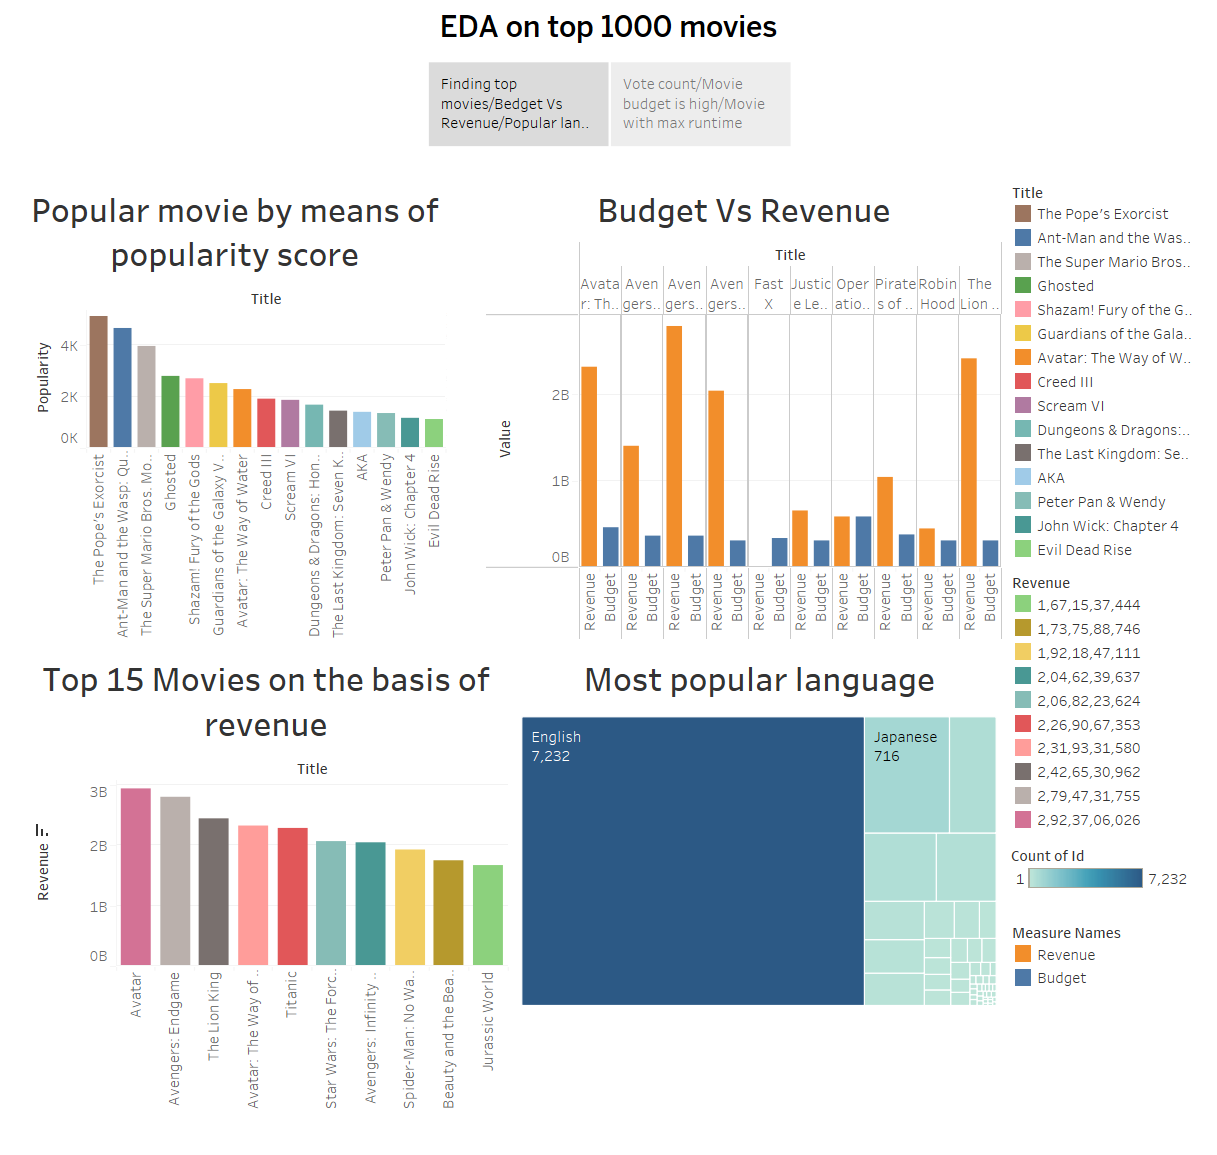 EDA on top 1000 movies
Finding top
movies/Bedget Vs
Revenue/Popular lan..
Vote count/Movie
budget is high/Movie
with max runtime
Popular movie by means of
popularity score
Title
Popularity
4K
2K
0K
The Pope's Exorcist
Ant-Man and the Wasp: Qu..
The Super Mario Bros. Mo..
Ghosted
Shazam! Fury of the Gods
Guardians of the Galaxy V..
Avatar: The Way of Water
Creed III
Scream VI
Dungeons & Dragons: Hon..
The Last Kingdom: Seven K..
AKA
Peter Pan & Wendy
John Wick: Chapter 4
Evil Dead Rise
Budget Vs Revenue
Title
Avata
r: Th..
Aven
gers..
Aven
gers..
Aven
gers..
Fast
X
Justic
e Le..
Oper
atio..
Pirate
s of ..
Robin
Hood
The
Lion ..
Value
2B
1B
0B
Revenue
Budget
Revenue
Budget
Revenue
Budget
Revenue
Budget
Revenue
Budget
Revenue
Budget
Revenue
Budget
Revenue
Budget
Revenue
Budget
Revenue
Budget
Title
The Pope's Exorcist
Ant-Man and the Was..
The Super Mario Bros..
Ghosted
Shazam! Fury of the G..
Guardians of the Gala..
Avatar: The Way of W..
Creed III
Scream VI
Dungeons & Dragons:..
The Last Kingdom: Se..
AKA
Peter Pan & Wendy
John Wick: Chapter 4
Evil Dead Rise
Revenue
1,67,15,37,444
1,73,75,88,746
1,92,18,47,111
2,04,62,39,637
2,06,82,23,624
2,26,90,67,353
2,31,93,31,580
2,42,65,30,962
2,79,47,31,755
2,92,37,06,026
Count of Id
1
7,232
Measure Names
Revenue
Budget
Top 15 Movies on the basis of
revenue
Title
Revenue
3B
2B
1B
0B
Avatar
Avengers: Endgame
The Lion King
Avatar: The Way of ..
Titanic
Star Wars: The Forc..
Avengers: Infinity ..
Spider-Man: No Wa..
Beauty and the Bea..
Jurassic World
Most popular language
English
7,232
Japanese
716